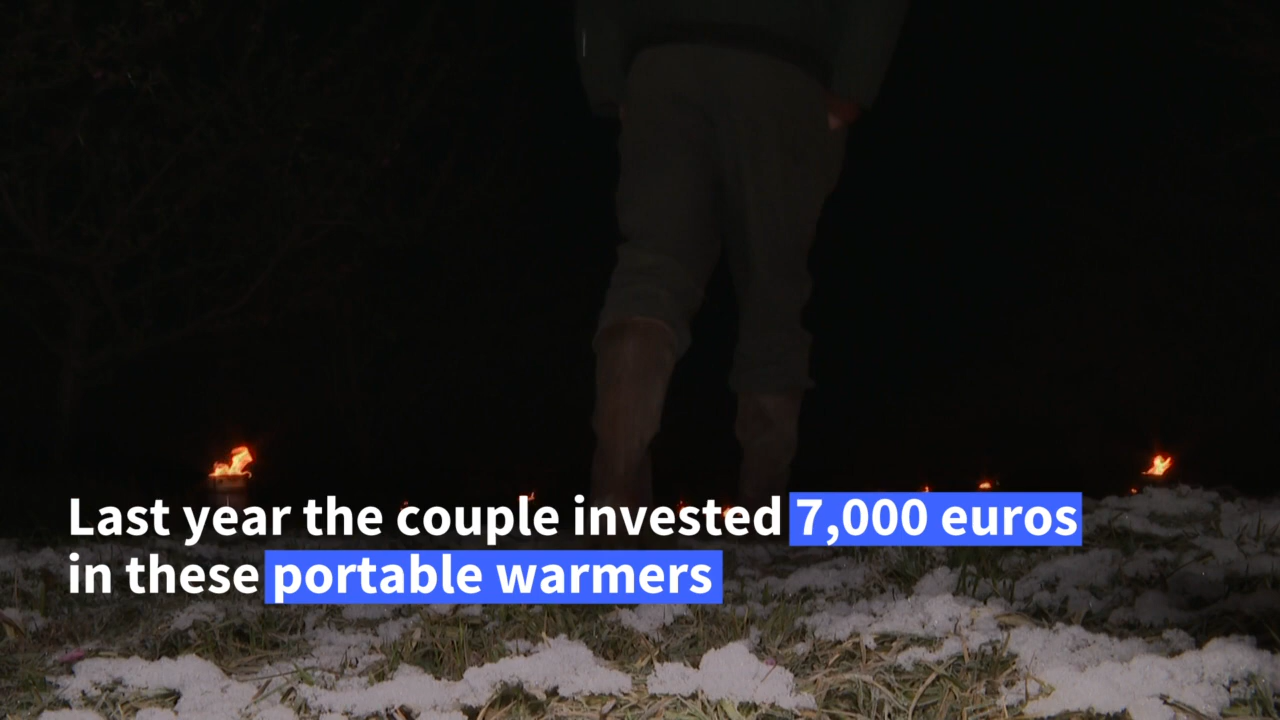 Last year the couple invested 7,000 euros
in these portable warmers